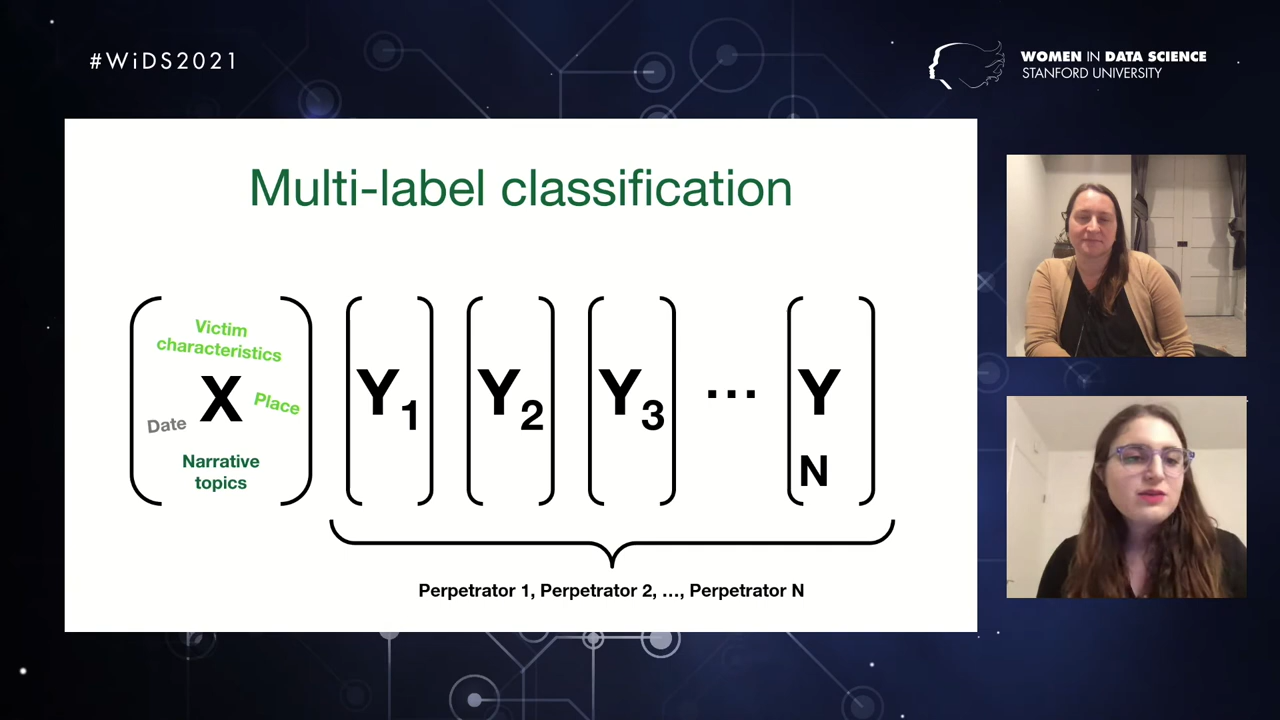 #WiDS2021
WOMEN IN DATA SCIENCE
STANFORD UNIVERSITY
Multi-label classification
Victim
characteristics
X
Place
Date
Narrative
topics
Y1
Y2
Y3
...
Y
N
Perpetrator 1, Perpetrator 2, ..., Perpetrator N